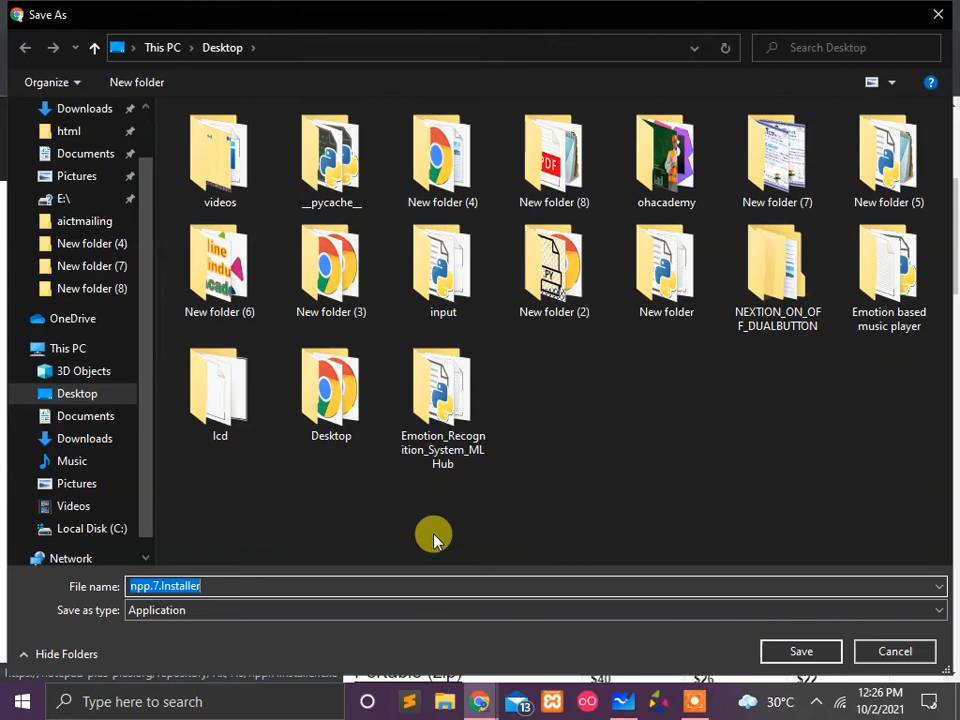 Save As
This PC
Desktop
Search Desktop
Organize
New folder
Downloads
html
Documents
Pictures
E:\
aictmailing
New folder (4)
New folder (7)
New folder (8)
OneDrive
This PC
3D Objects
Desktop
Documents
Downloads
Music
Pictures
Videos
Local Disk (C:)
Network
videos
__pycache__
New folder (4)
New folder (8)
ohacademy
New folder (7)
New folder (5)
New folder (6)
New folder (3)
input
New folder (2)
New folder
NEXTION_ON_OF
F_DUALBUTTON
Emotion based
music player
lcd
Desktop
Emotion_Recogn
ition_System_ML
Hub
PDF
File name:
npp.7.Installer
Save as type:
Application
Hide Folders
Save
Cancel
Type here to search
13
30°C
12:26 PM
10/2/2021